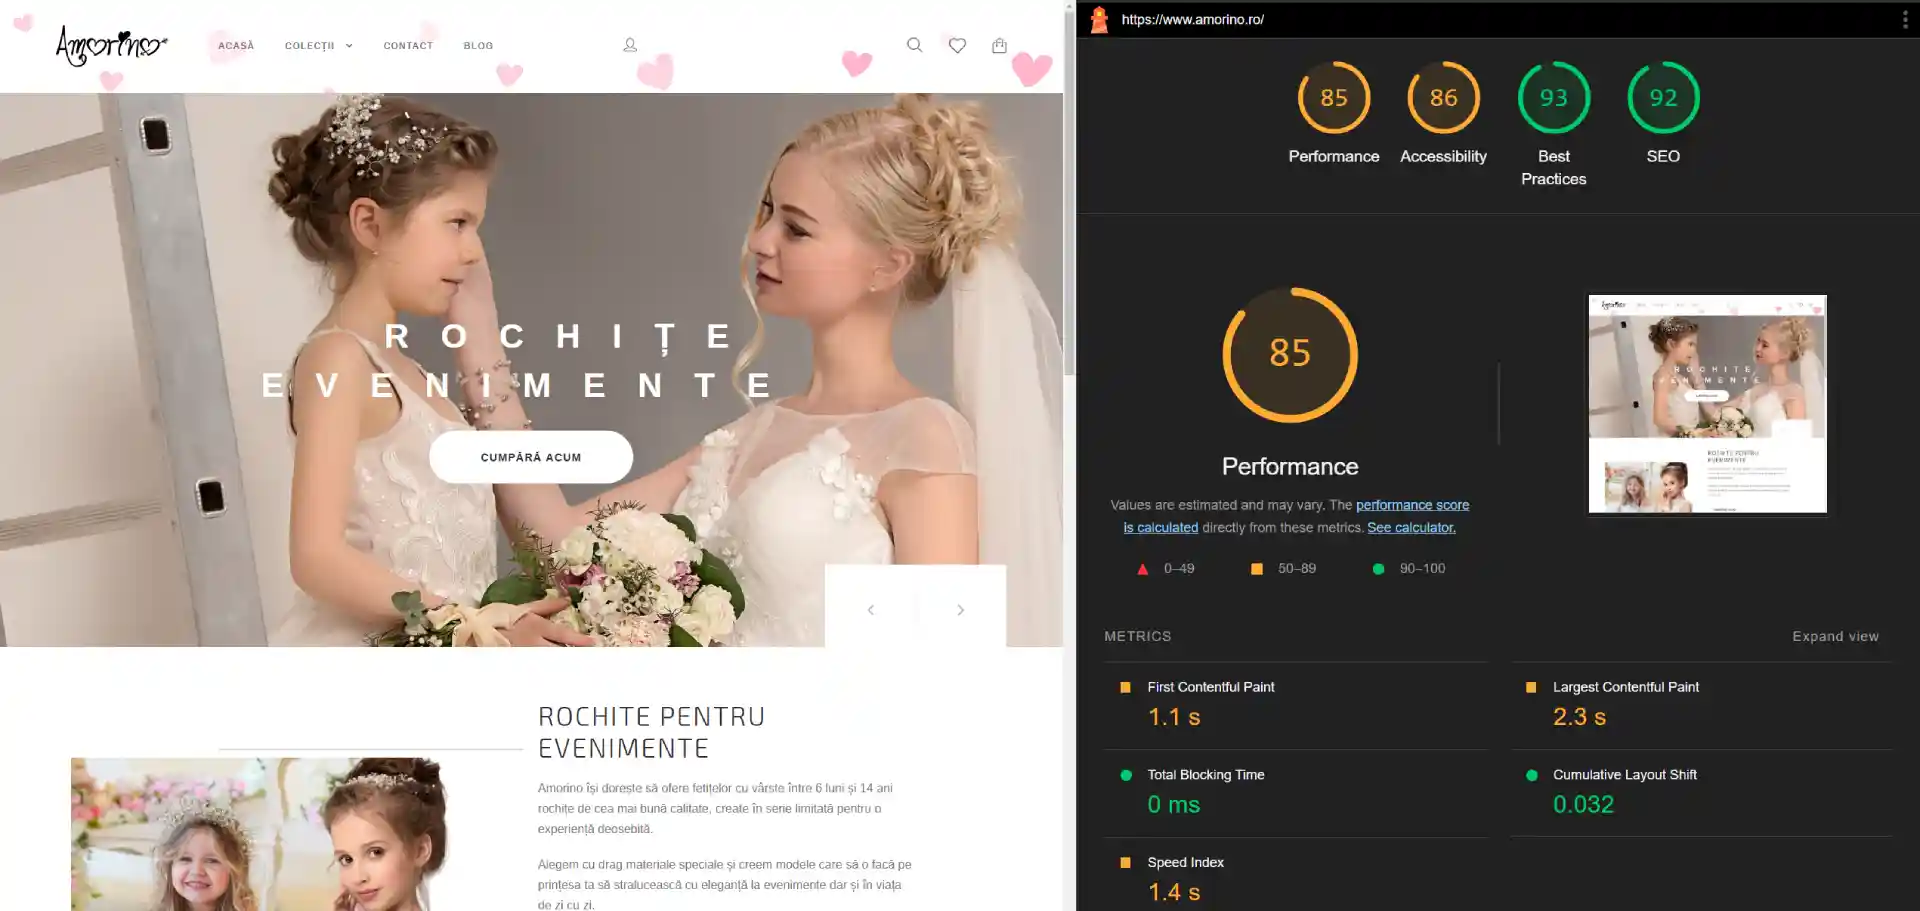 Amorino
ACASĂ
COLECȚII
CONTACT
BLOG
ROCHIȚE
EVENIMENTE
CUMPĂRĂ ACUM
ROCHITE PENTRU
EVENIMENTE
Amorino își dorește să ofere fetițelor cu vârste între 6 luni și 14 ani
rochițe de cea mai bună calitate, create în serie limitată pentru o
experiență deosebită.
Alegem cu drag materiale speciale și creem modele care să o facă pe
prințesa ta să stralucească cu eleganță la evenimente dar și în viața
de zi cu zi.
https://www.amorino.ro/
85
86
93
92
Performance
Accessibility
Best
Practices
SEO
85
Performance
Values are estimated and may vary. The performance score
is calculated directly from these metrics. See calculator.
0–49
50–89
90–100
ROCHIȚE
EVENIMENTE
METRICS
Expand view
First Contentful Paint
1.1 s
Largest Contentful Paint
2.3 s
Total Blocking Time
0 ms
Cumulative Layout Shift
0.032
Speed Index
1.4 s